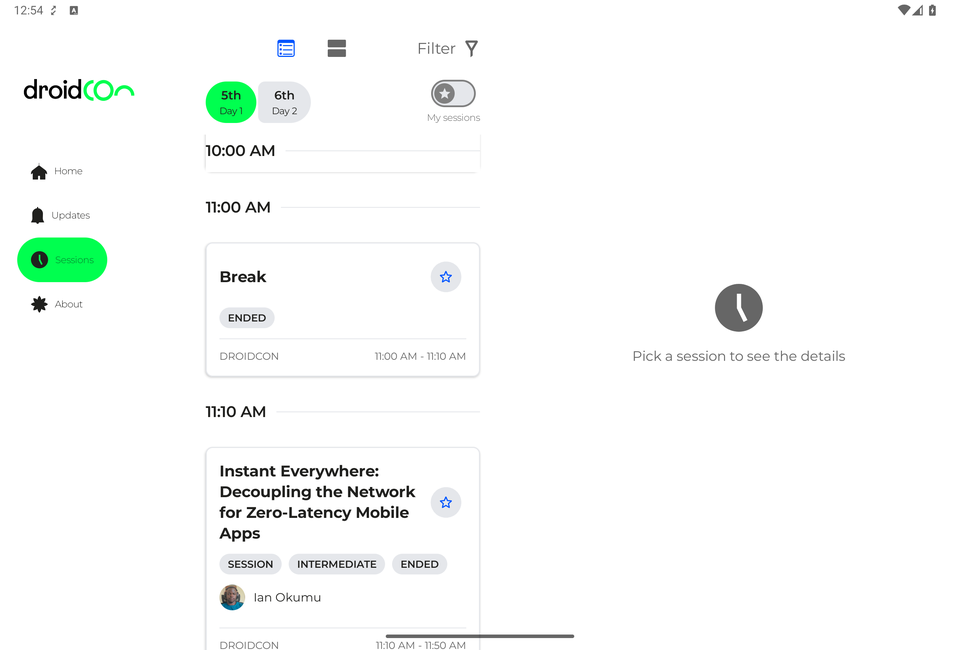 12:54
Filter
droidcon
5th
Day 1
6th
Day 2
My sessions
Home
Updates
Sessions
About
10:00 AM
11:00 AM
Break
ENDED
DROIDCON 11:00 AM - 11:10 AM
11:10 AM
Instant Everywhere:
Decoupling the Network
for Zero-Latency Mobile
Apps
SESSION INTERMEDIATE ENDED
Ian Okumu
DROIDCON 11:10 AM - 11:50 AM
Pick a session to see the details